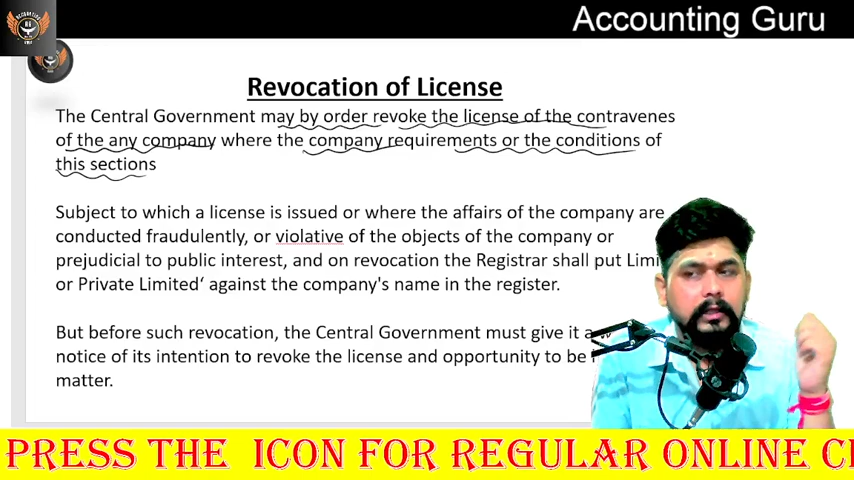 Accounting Guru
Revocation of License
The Central Government may by order revoke the license of the contravenes
of the any company where the company requirements or the conditions of
this sections
Subject to which a license is issued or where the affairs of the company are
conducted fraudulently, or violative of the objects of the company or
prejudicial to public interest, and on revocation the Registrar shall put
or Private Limited‘ against the company's name in the register.
But before such revocation, the Central Government must give it a
notice of its intention to revoke the license and opportunity to be
matter.
PRESS THE ICON FOR REGULAR ONLINE